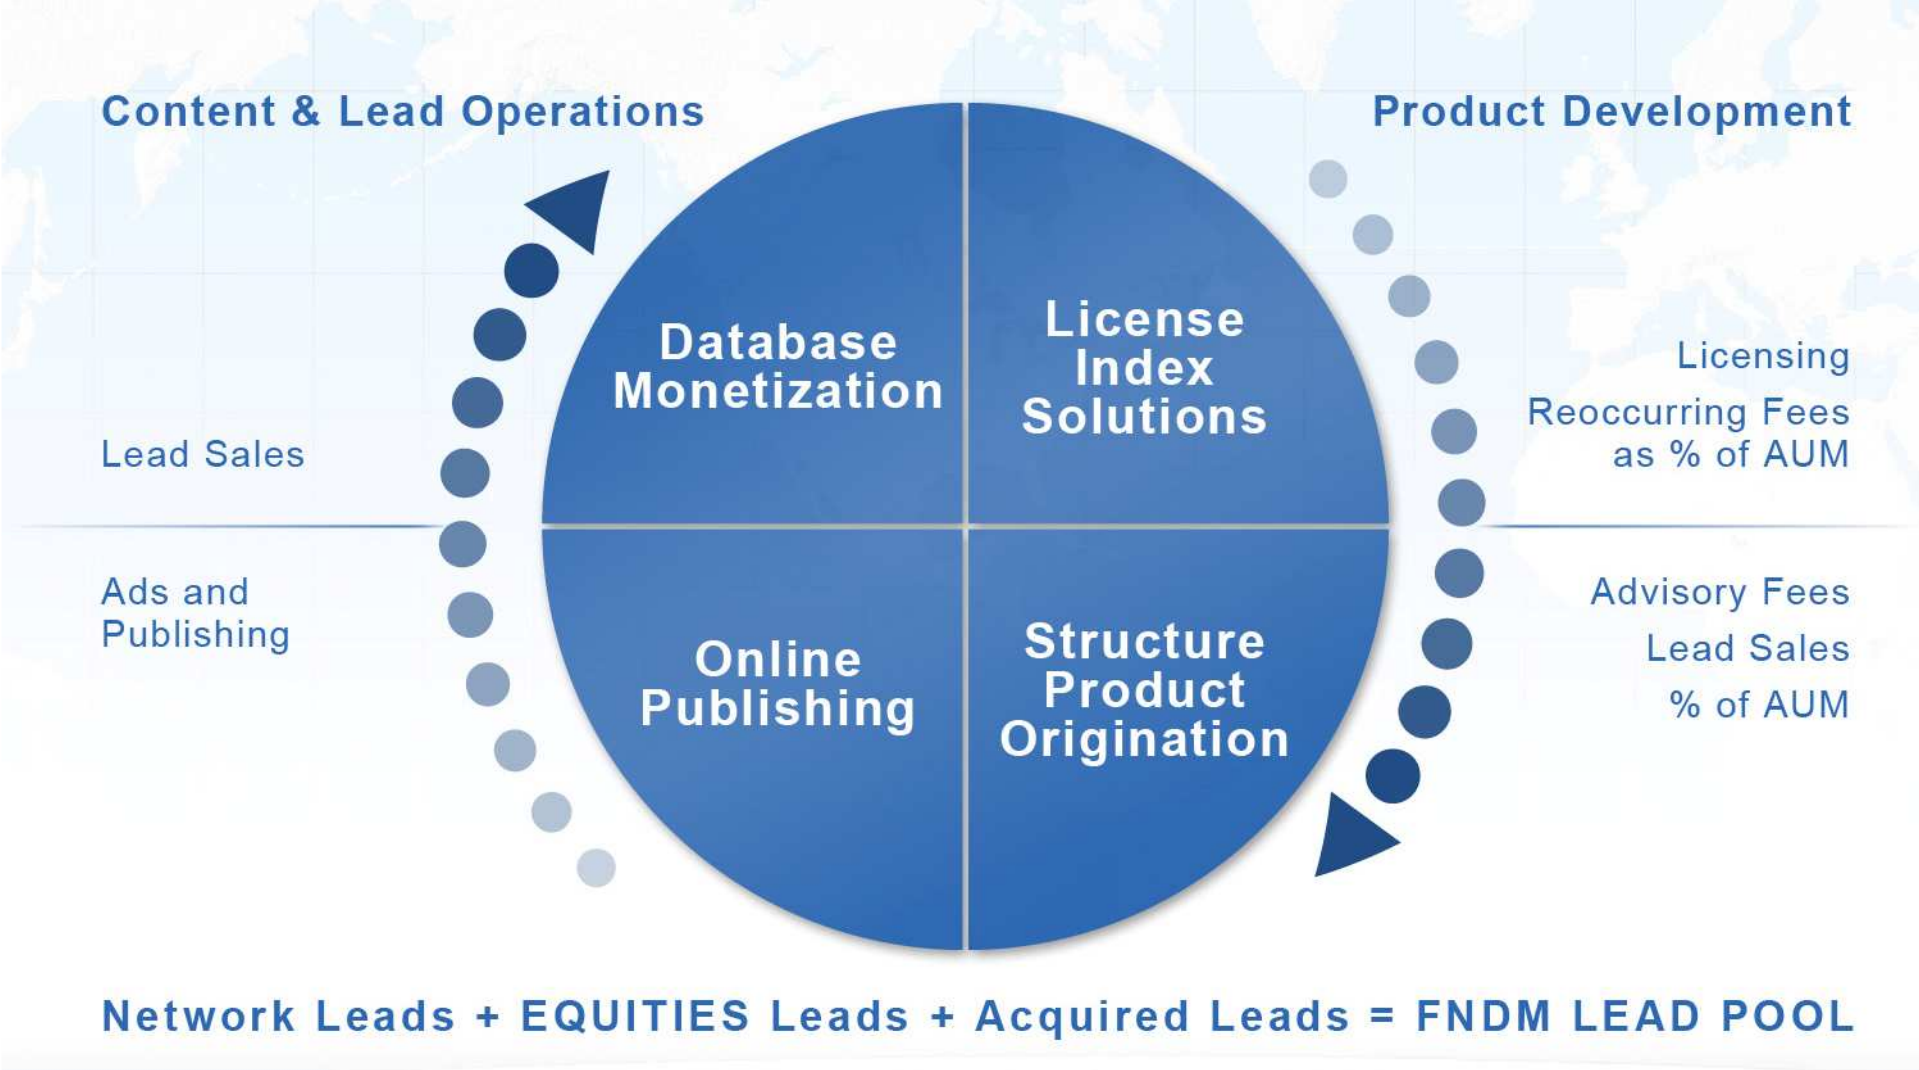 Content & Lead Operations
Product Development
Database
Monetization
License
Index
Solutions
Lead Sales
Licensing
Reoccurring Fees
as % of AUM
Ads and
Publishing
Online
Publishing
Structure
Product
Origination
Advisory Fees
Lead Sales
% of AUM
Network Leads + EQUITIES Leads + Acquired Leads = FNDM LEAD POOL